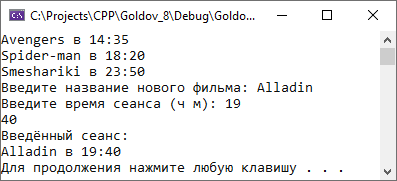 C:\Projects\CPP\Goldov_8\Debug\Goldo...
Avengers в 14:35
Spider-man в 18:20
Smeshariki в 23:50
Введите название нового фильма: Alladin
Введите время сеанса (ч м): 19
40
Введённый сеанс:
Alladin в 19:40
Для продолжения нажмите любую клавишу . . .